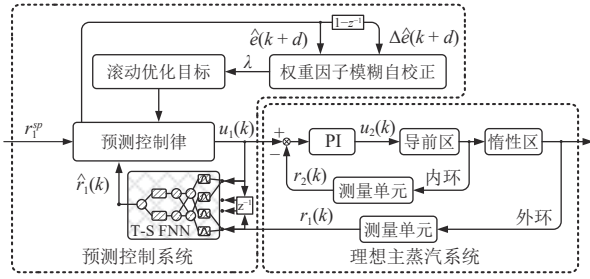 1−z⁻¹
ê(k+d)
Δê(k+d)
滚动优化目标
λ
权重因子模糊自校正
r₁ˢᵖ
预测控制律
u₁(k)
+
−
PI
u₂(k)
导前区
惰性区
r̂₁(k)
r₂(k)
测量单元
内环
z⁻¹
T-S FNN
r₁(k)
测量单元
外环
预测控制系统
理想主蒸汽系统